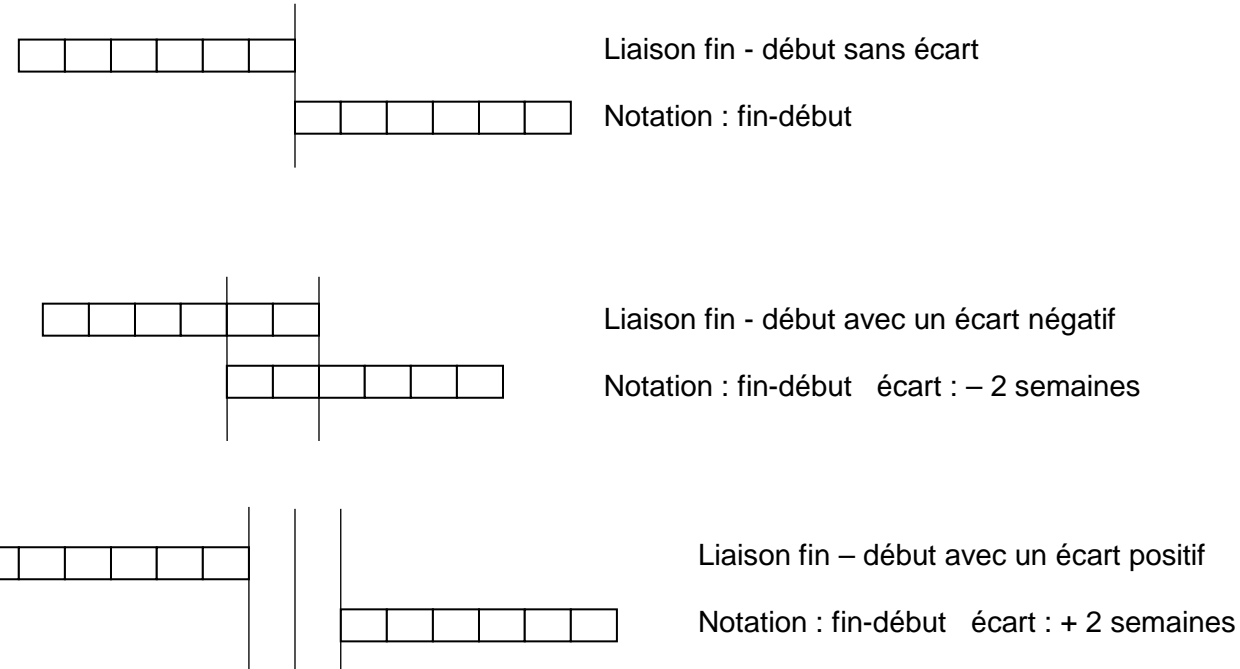 Liaison fin - début sans écart
Notation : fin-début
Liaison fin - début avec un écart négatif
Notation : fin-début écart : – 2 semaines
Liaison fin – début avec un écart positif
Notation : fin-début écart : + 2 semaines